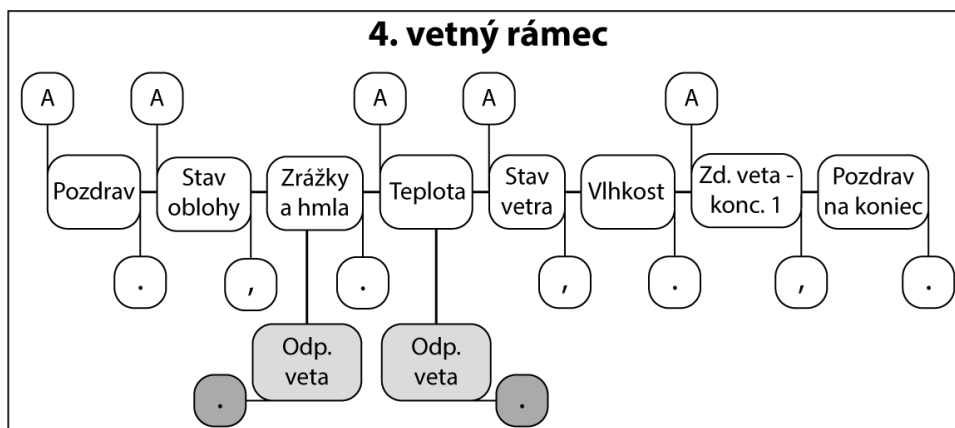 4. vetný rámec
A
A
A
A
A
Pozdrav
Stav
oblohy
Zrážky
a hmla
Teplota
Stav
vetra
Vlhkost
Zd. veta -
konc. 1
Pozdrav
na koniec
.
,
.
,
.
,
.
Odp.
veta
Odp.
veta
.
.